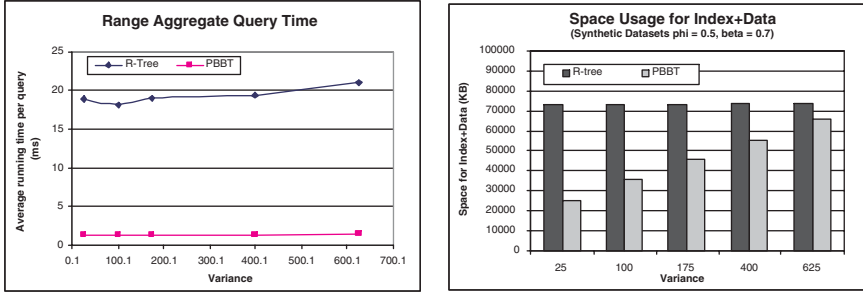 Range Aggregate Query Time
R-Tree
PBBT
25
20
15
10
5
0
Average running time per query
(ms)
0.1
100.1
200.1
300.1
400.1
500.1
600.1
700.1
Variance
Space Usage for Index+Data
(Synthetic Datasets phi = 0.5, beta = 0.7)
R-tree
PBBT
100000
90000
80000
70000
60000
50000
40000
30000
20000
10000
0
Space for Index+Data (KB)
25
100
175
400
625
Variance